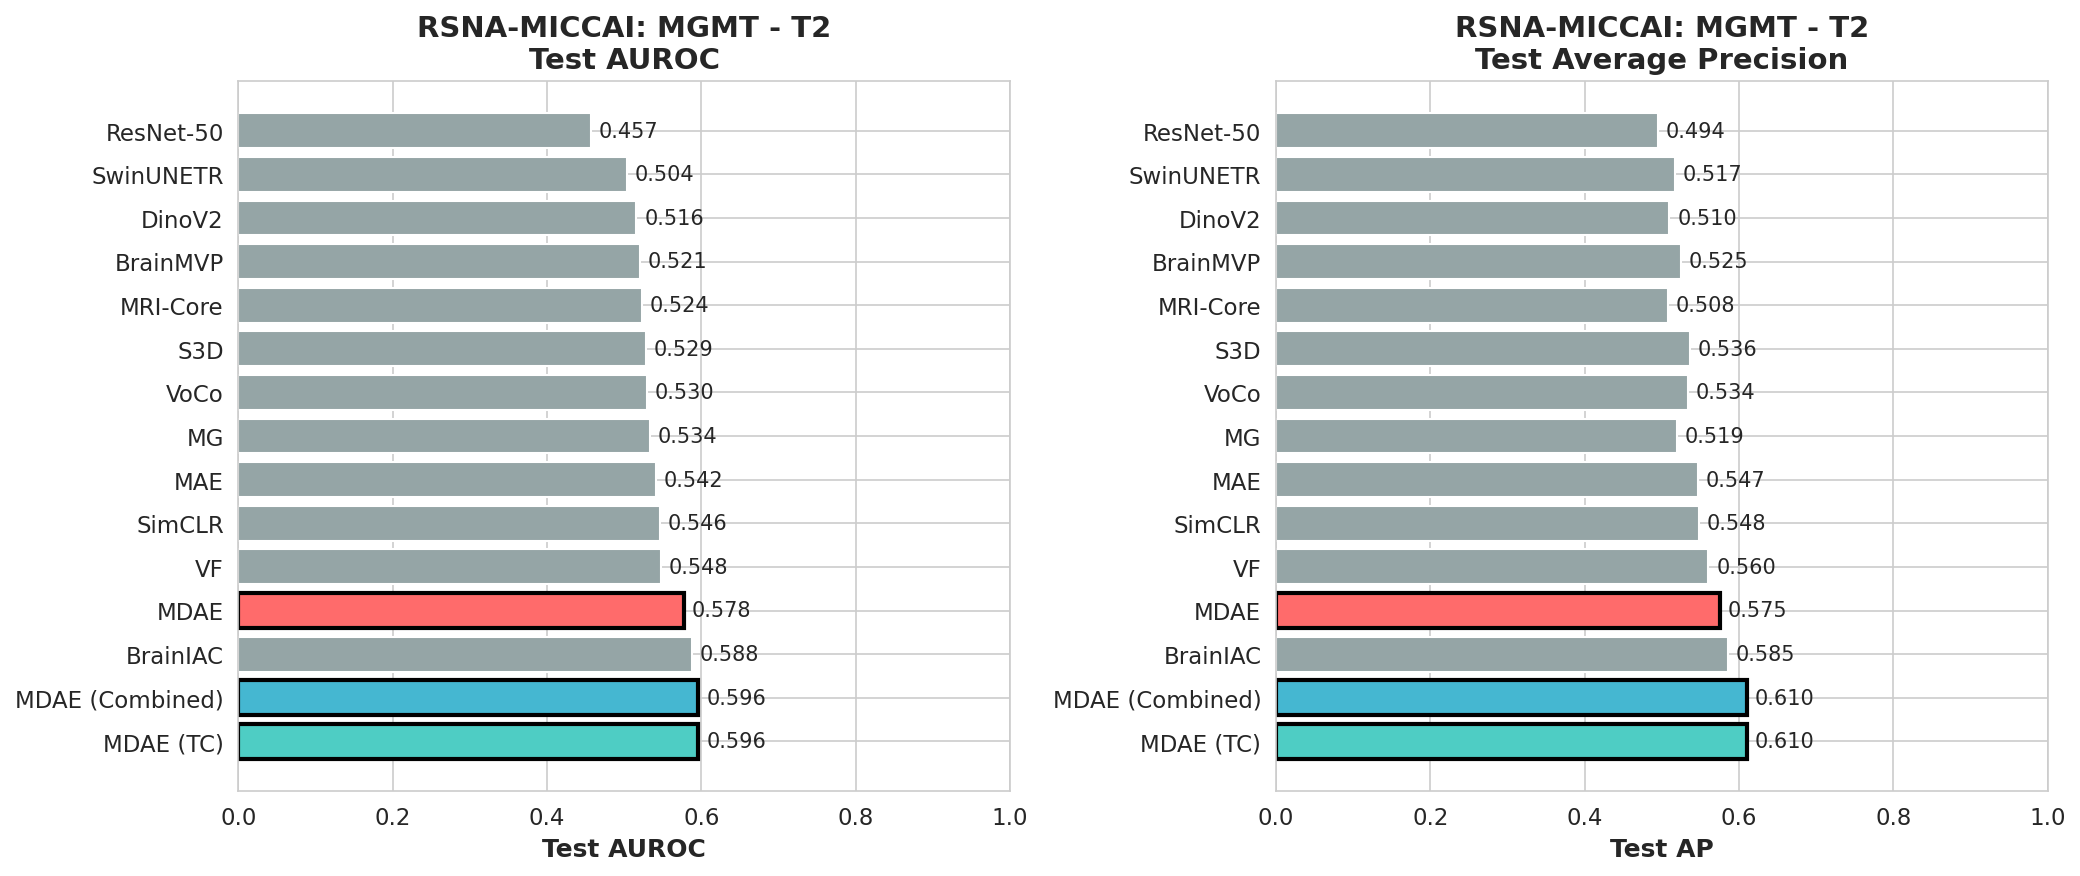 RSNA-MICCAI: MGMT - T2
Test AUROC
ResNet-50 0.457
SwinUNETR 0.504
DinoV2 0.516
BrainMVP 0.521
MRI-Core 0.524
S3D 0.529
VoCo 0.530
MG 0.534
MAE 0.542
SimCLR 0.546
VF 0.548
MDAE 0.578
BrainIAC 0.588
MDAE (Combined) 0.596
MDAE (TC) 0.596
0.0 0.2 0.4 0.6 0.8 1.0
Test AUROC
RSNA-MICCAI: MGMT - T2
Test Average Precision
ResNet-50 0.494
SwinUNETR 0.517
DinoV2 0.510
BrainMVP 0.525
MRI-Core 0.508
S3D 0.536
VoCo 0.534
MG 0.519
MAE 0.547
SimCLR 0.548
VF 0.560
MDAE 0.575
BrainIAC 0.585
MDAE (Combined) 0.610
MDAE (TC) 0.610
0.0 0.2 0.4 0.6 0.8 1.0
Test AP